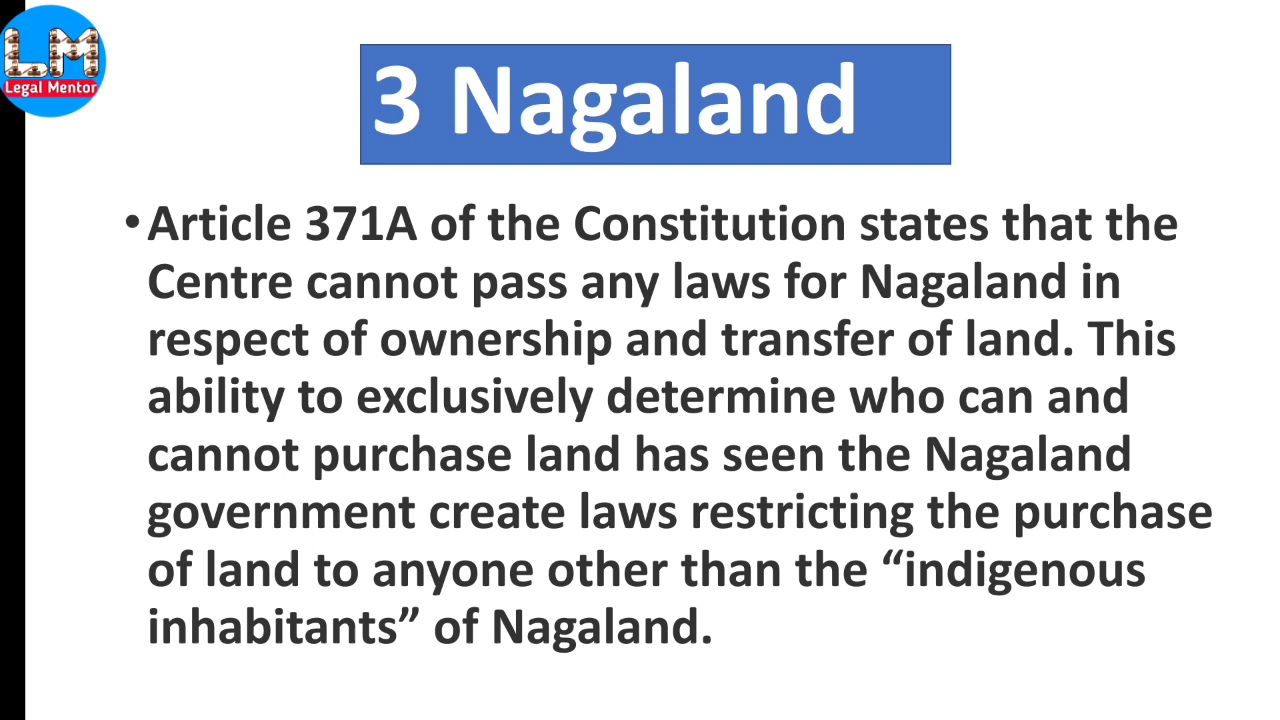 LM
Legal Mentor
3 Nagaland
•Article 371A of the Constitution states that the
Centre cannot pass any laws for Nagaland in
respect of ownership and transfer of land. This
ability to exclusively determine who can and
cannot purchase land has seen the Nagaland
government create laws restricting the purchase
of land to anyone other than the “indigenous
inhabitants” of Nagaland.